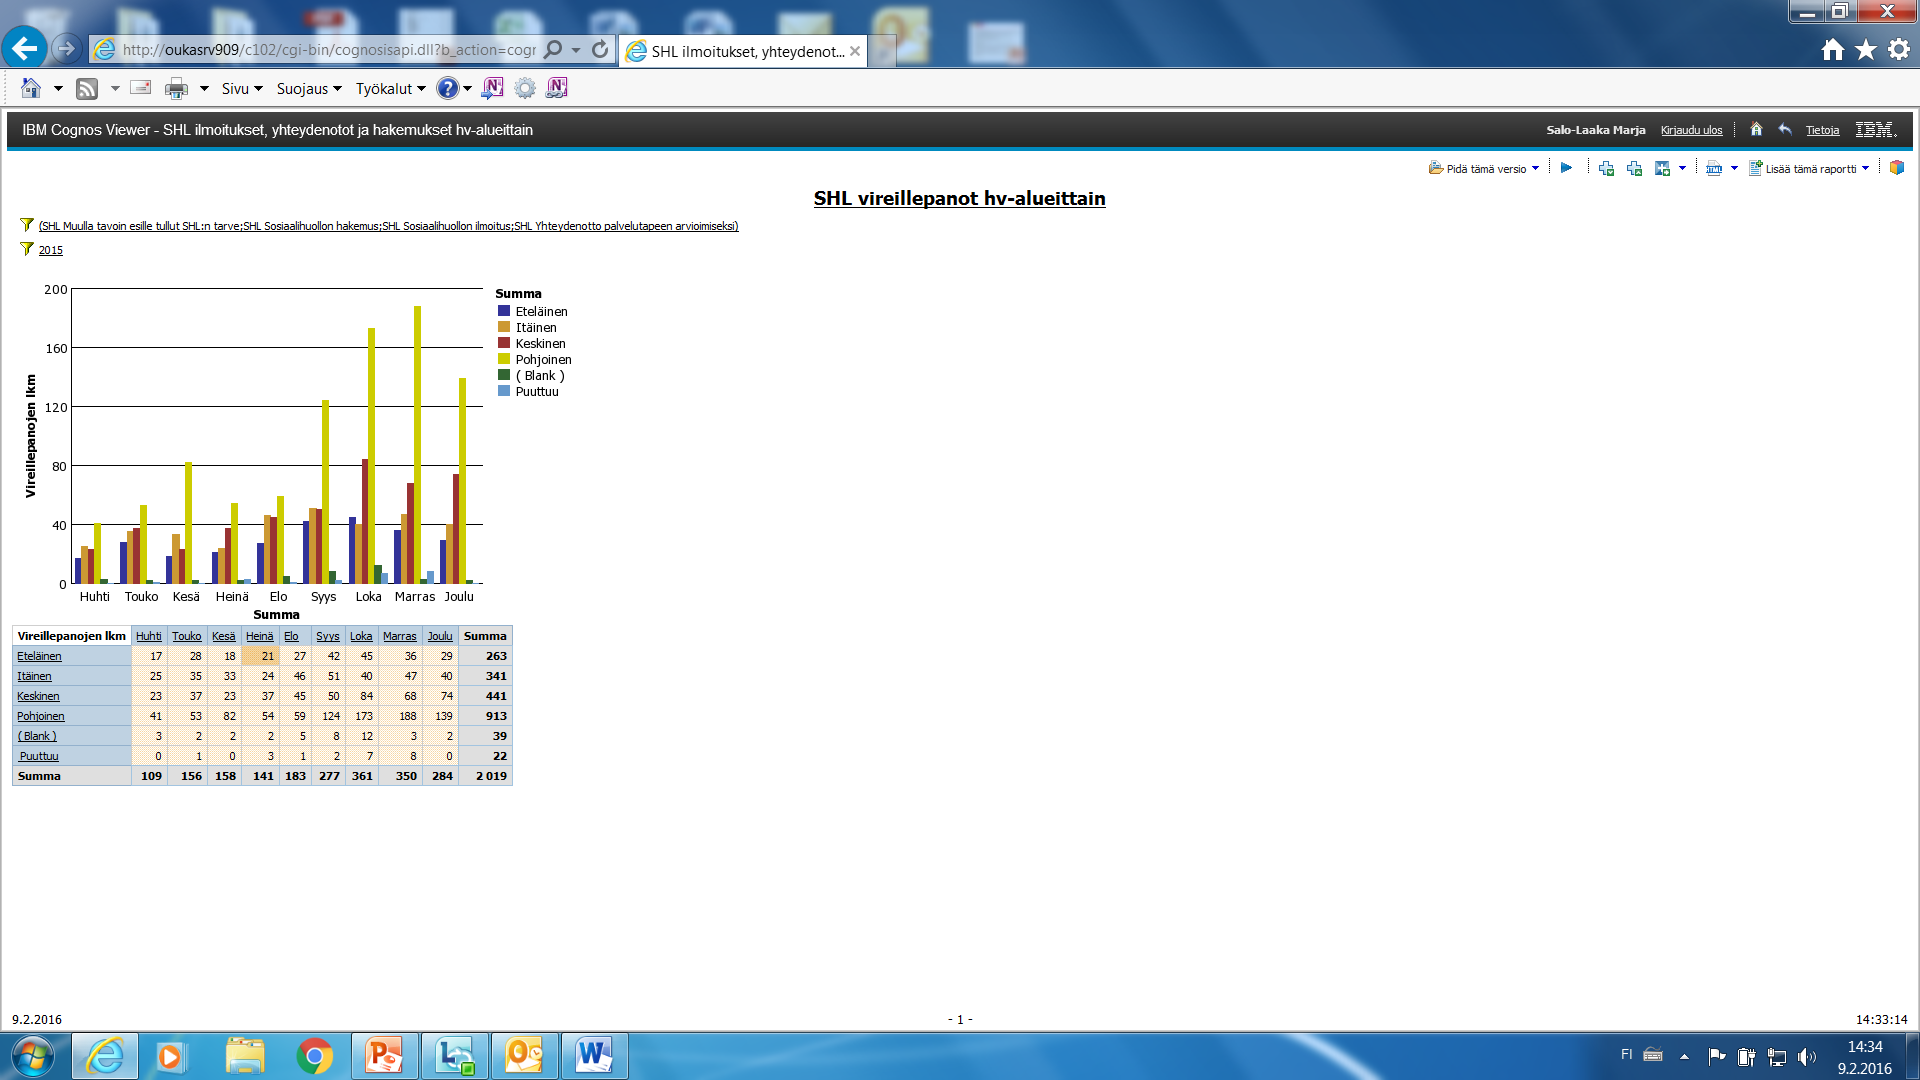 http://oukasrv909/c102/cgi-bin/cognosisapi.dll?b_action=cogr
SHL ilmoitukset, yhteydenot...
Sivu Suojaus Työkalut
IBM Cognos Viewer - SHL ilmoitukset, yhteydenotot ja hakemukset hv-alueittain
Salo-Laaka Marja Kirjaudu ulos Tietoja IBM.
Pidä tämä versio HTML Lisää tämä raportti
SHL vireillepanot hv-alueittain
(SHL Muulla tavoin esille tullut SHL:n tarve;SHL Sosiaalihuollon hakemus;SHL Sosiaalihuollon ilmoitus;SHL Yhteydenotto palvelutapeen arvioimiseksi)
2015
Vireillepanojen lkm
200
160
120
80
40
0
Huhti Touko Kesä Heinä Elo Syys Loka Marras Joulu
Summa
Summa
Eteläinen
Itäinen
Keskinen
Pohjoinen
( Blank )
Puuttuu
Vireillepanojen lkm Huhti Touko Kesä Heinä Elo Syys Loka Marras Joulu Summa
Eteläinen 17 28 18 21 27 42 45 36 29 263
Itäinen 25 35 33 24 46 51 40 47 40 341
Keskinen 23 37 23 37 45 50 84 68 74 441
Pohjoinen 41 53 82 54 59 124 173 188 139 913
( Blank ) 3 2 2 2 5 8 12 3 2 39
Puuttuu 0 1 0 3 1 2 7 8 0 22
Summa 109 156 158 141 183 277 361 350 284 2 019
9.2.2016 - 1 - 14:33:14
FI 14:34
9.2.2016